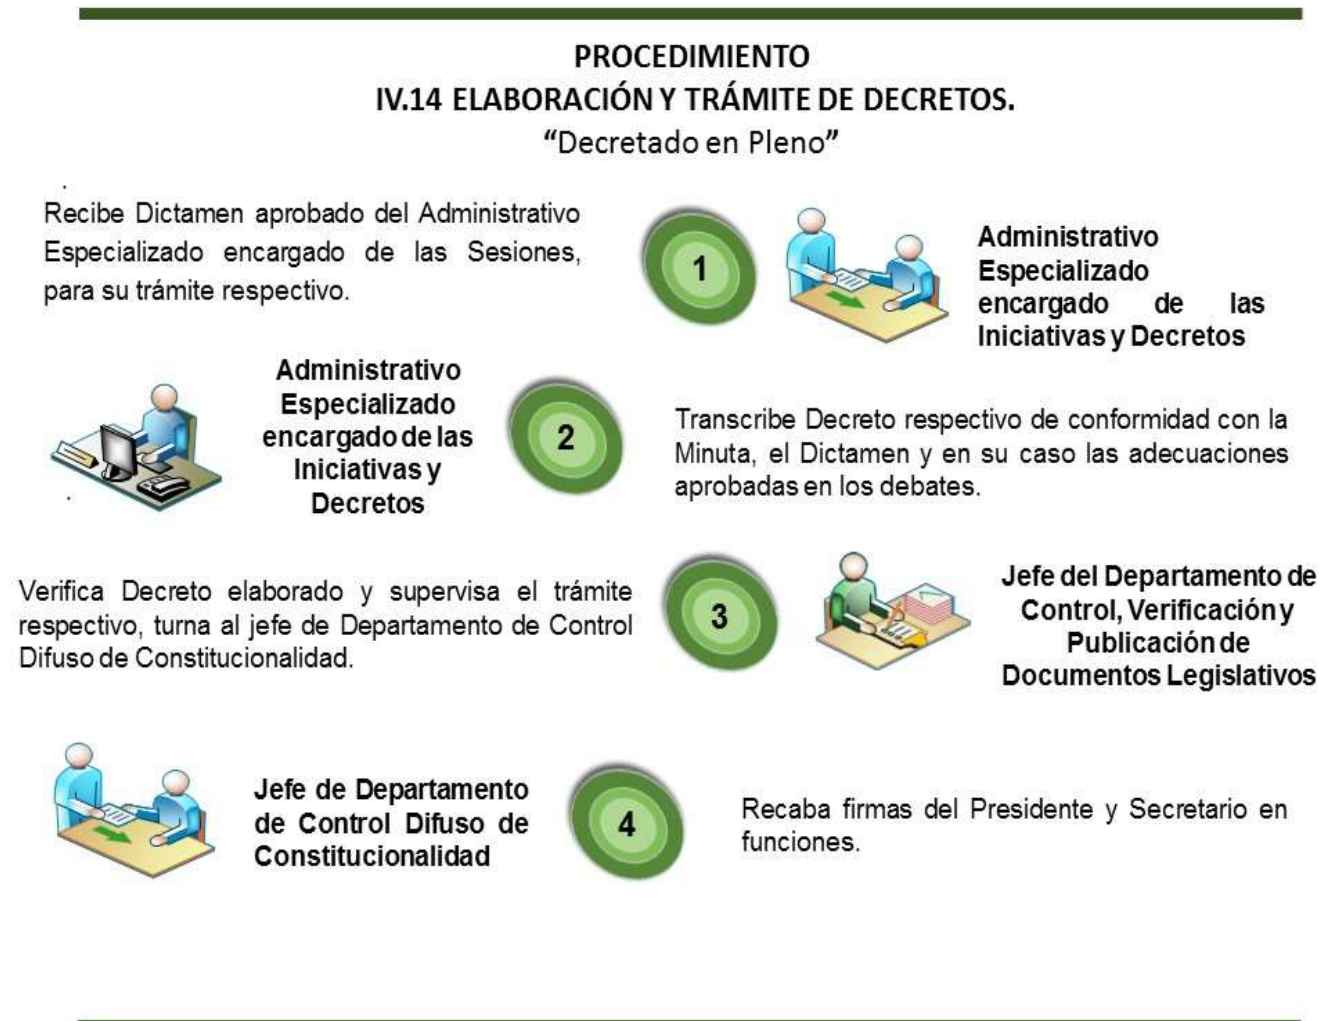 PROCEDIMIENTO
IV.14 ELABORACIÓN Y TRÁMITE DE DECRETOS.
“Decretado en Pleno”
Recibe Dictamen aprobado del Administrativo
Especializado encargado de las Sesiones,
para su trámite respectivo.
1
Administrativo
Especializado
encargado de las
Iniciativas y Decretos
Administrativo
Especializado
encargado de las
Iniciativas y
Decretos
2
Transcribe Decreto respectivo de conformidad con la
Minuta, el Dictamen y en su caso las adecuaciones
aprobadas en los debates.
Verifica Decreto elaborado y supervisa el trámite
respectivo, turna al jefe de Departamento de Control
Difuso de Constitucionalidad.
3
Jefe del Departamento de
Control, Verificación y
Publicación de
Documentos Legislativos
Jefe de Departamento
de Control Difuso de
Constitucionalidad
4
Recaba firmas del Presidente y Secretario en
funciones.